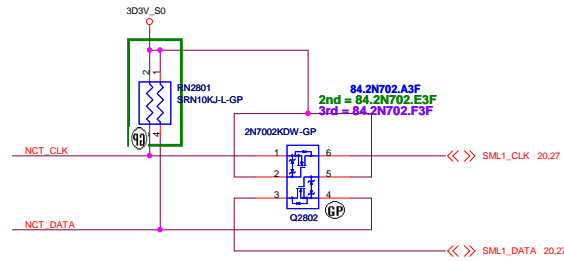 3D3V_S0
2 1
RN2801
SRN10KJ-L-GP
3 4
GP
84.2N702.A3F
2nd = 84.2N702.E3F
3rd = 84.2N702.F3F
2N7002KDW-GP
NCT_CLK
1 6
SML1_CLK 20,27
2 5
3 4
GP
Q2802
NCT_DATA
SML1_DATA 20,27